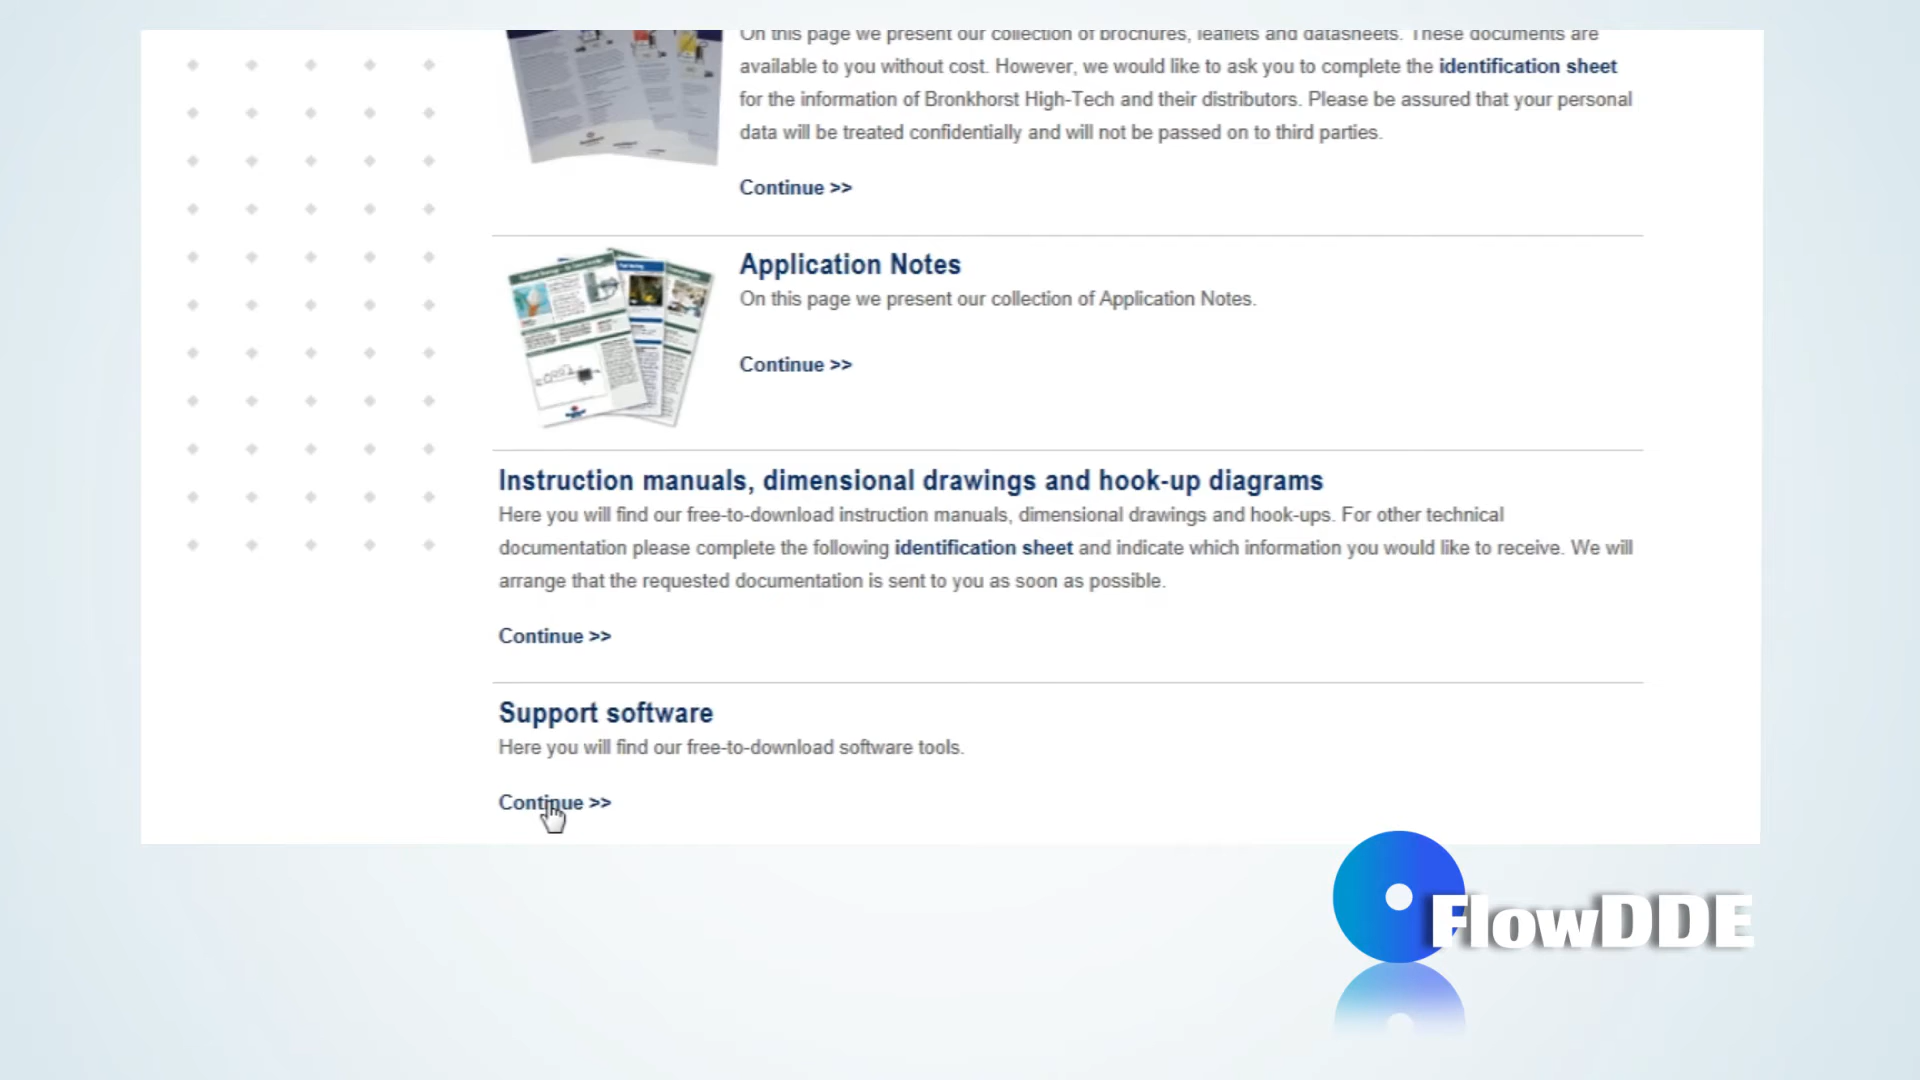 On this page we present our collection of brochures, leaflets and datasheets. These documents are
available to you without cost. However, we would like to ask you to complete the identification sheet
for the information of Bronkhorst High-Tech and their distributors. Please be assured that your personal
data will be treated confidentially and will not be passed on to third parties.
Continue >>
Application Notes
On this page we present our collection of Application Notes.
Continue >>
Instruction manuals, dimensional drawings and hook-up diagrams
Here you will find our free-to-download instruction manuals, dimensional drawings and hook-ups. For other technical
documentation please complete the following identification sheet and indicate which information you would like to receive. We will
arrange that the requested documentation is sent to you as soon as possible.
Continue >>
Support software
Here you will find our free-to-download software tools.
Continue >>
FlowDDE